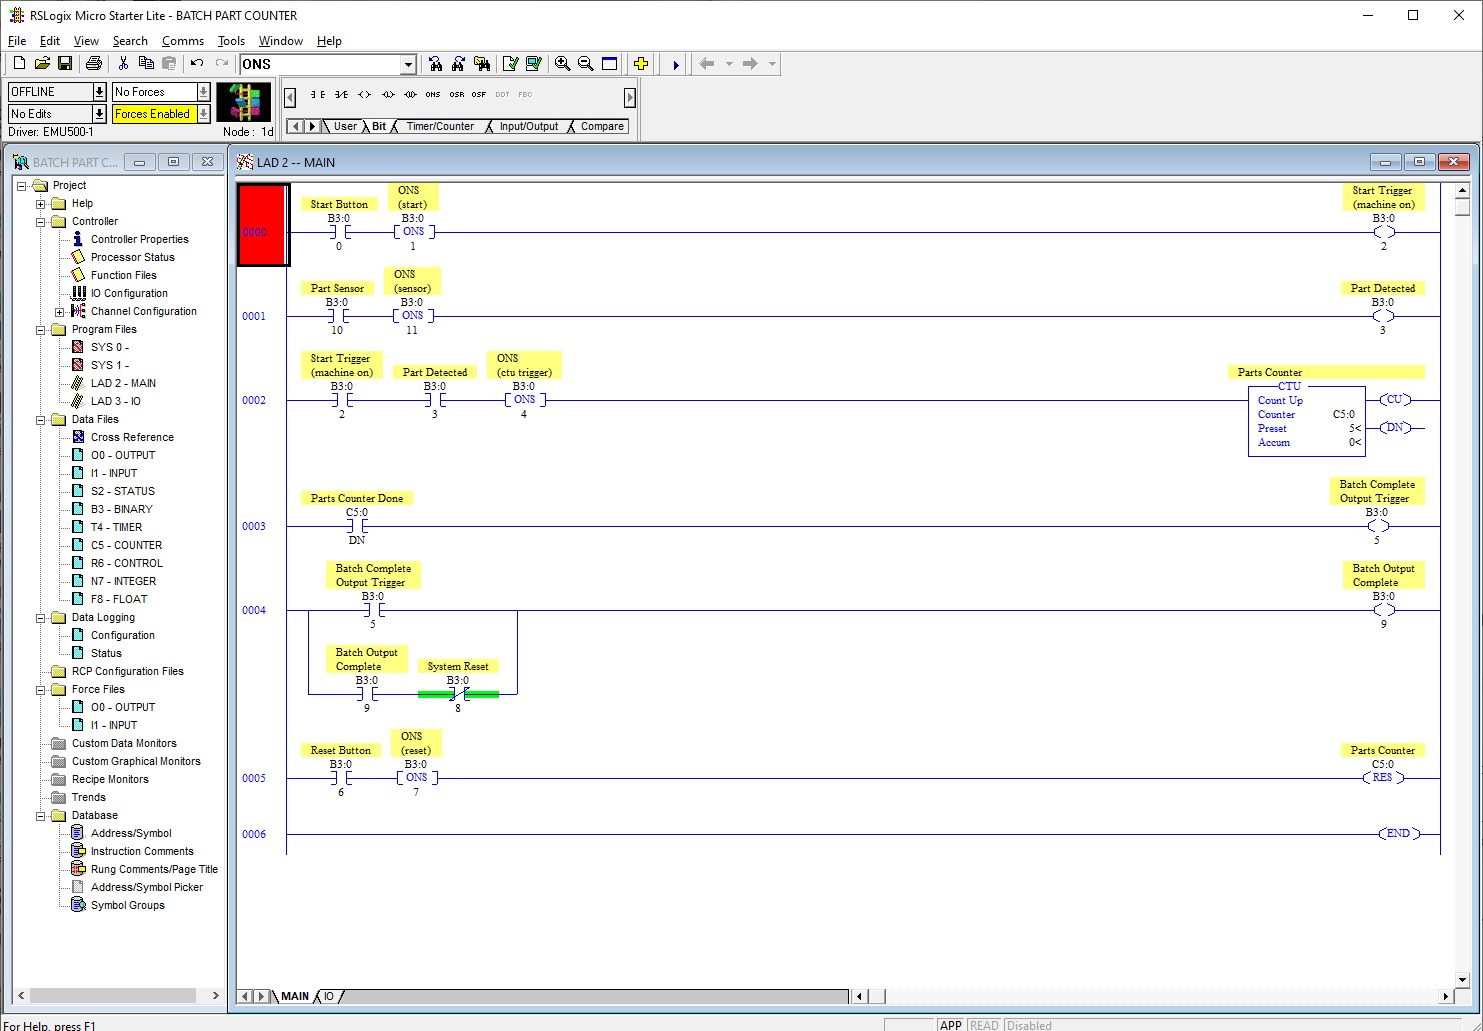 RSLogix Micro Starter Lite - BATCH PART COUNTER
File Edit View Search Comms Tools Window Help
ONS
OFFLINE
No Forces
No Edits
Forces Enabled
Driver: EMU500-1
Node : 1d
ONS OSR OSF DDT FBC
User Bit Timer/Counter Input/Output Compare
BATCH PART C...
Project
Help
Controller
Controller Properties
Processor Status
Function Files
IO Configuration
Channel Configuration
Program Files
SYS 0 -
SYS 1 -
LAD 2 - MAIN
LAD 3 - IO
Data Files
Cross Reference
O0 - OUTPUT
I1 - INPUT
S2 - STATUS
B3 - BINARY
T4 - TIMER
C5 - COUNTER
R6 - CONTROL
N7 - INTEGER
F8 - FLOAT
Data Logging
Configuration
Status
RCP Configuration Files
Force Files
O0 - OUTPUT
I1 - INPUT
Custom Data Monitors
Custom Graphical Monitors
Recipe Monitors
Trends
Database
Address/Symbol
Instruction Comments
Rung Comments/Page Title
Address/Symbol Picker
Symbol Groups
LAD 2 -- MAIN
0000
Start Button
B3:0
0
ONS
(start)
B3:0
ONS
1
Start Trigger
(machine on)
B3:0
2
0001
Part Sensor
B3:0
10
ONS
(sensor)
B3:0
ONS
11
Part Detected
B3:0
3
0002
Start Trigger
(machine on)
B3:0
2
Part Detected
B3:0
3
ONS
(ctu trigger)
B3:0
ONS
4
Parts Counter
CTU
Count Up
Counter C5:0
Preset 5<
Accum 0<
CU
DN
0003
Parts Counter Done
C5:0
DN
Batch Complete
Output Trigger
B3:0
5
0004
Batch Complete
Output Trigger
B3:0
5
Batch Output
Complete
B3:0
9
Batch Output
Complete
B3:0
9
System Reset
B3:0
8
0005
Reset Button
B3:0
6
ONS
(reset)
B3:0
ONS
7
Parts Counter
C5:0
RES
0006
END
MAIN IO
For Help, press F1
APP READ Disabled